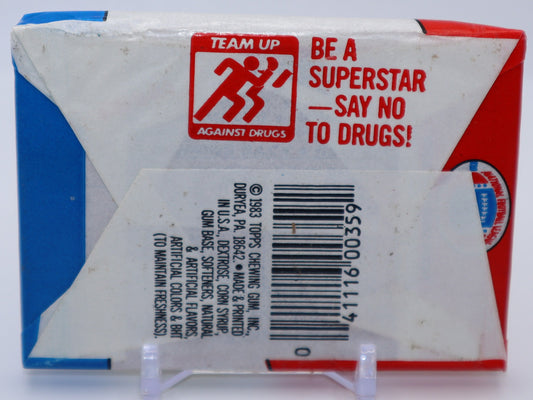 TEAM UP
AGAINST DRUGS
BE A
SUPERSTAR
—SAY NO
TO DRUGS!
© 1983 TOPPS CHEWING GUM, INC.,
DURYEA, PA. 18642. • MADE & PRINTED
IN U.S.A., DEXTROSE, CORN SYRUP,
GUM BASE, SOFTENERS, NATURAL
& ARTIFICIAL FLAVORS,
ARTIFICIAL COLORS & BHT
(TO MAINTAIN FRESHNESS).
0
41116 00359